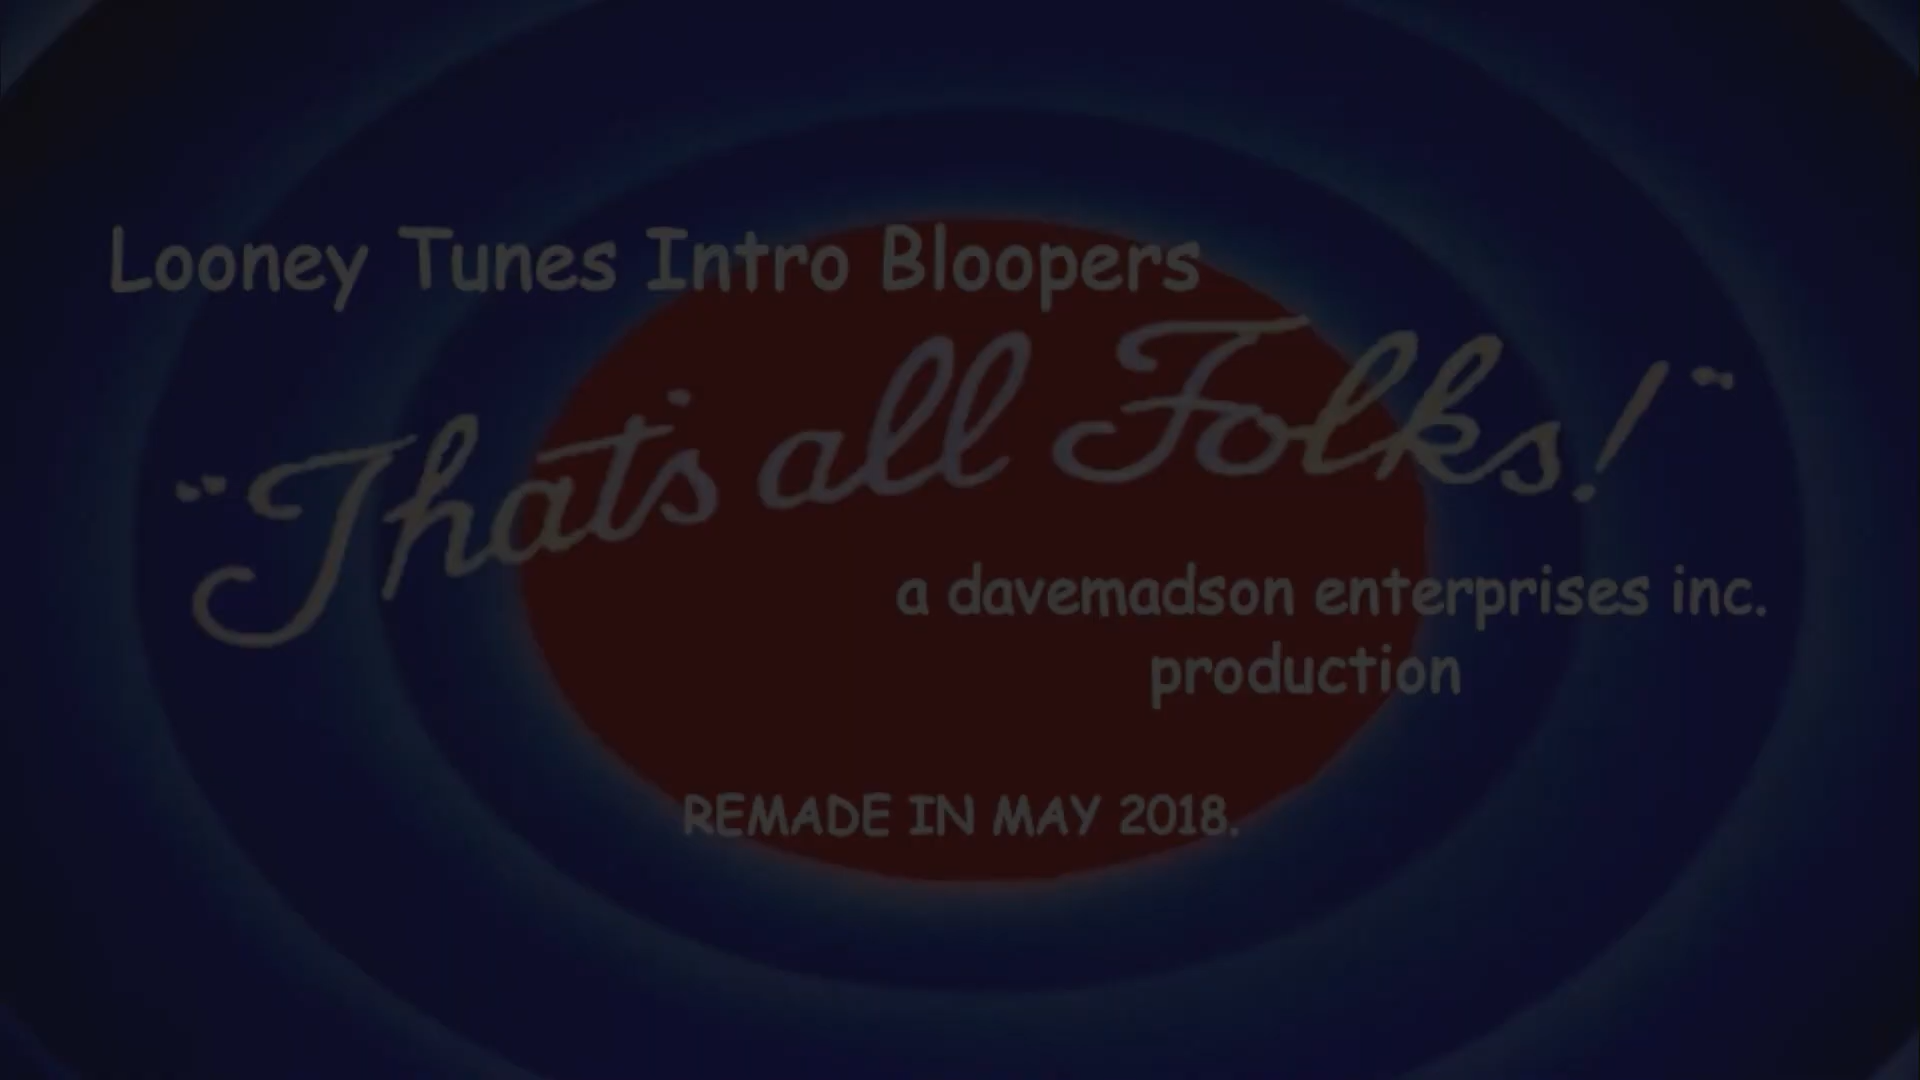 Looney Tunes Intro Bloopers
"That's all Folks!"
a davemadson enterprises inc.
production
REMADE IN MAY 2018.